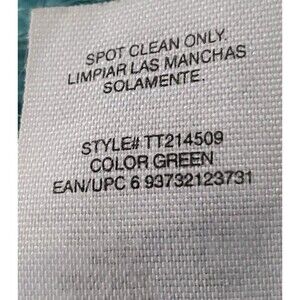 SPOT CLEAN ONLY.
LIMPIAR LAS MANCHAS
SOLAMENTE.
STYLE# TT214509
COLOR GREEN
EAN/UPC 6 93732123731